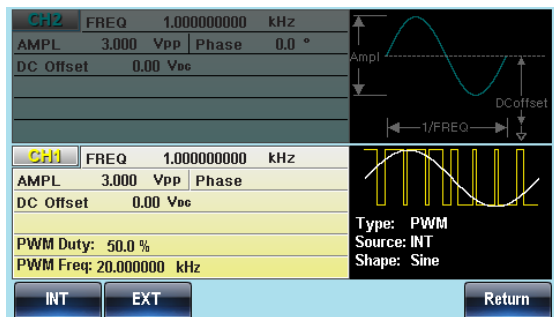 CH2 FREQ 1.000000000 kHz
AMPL 3.000 Vpp Phase 0.0 °
DC Offset 0.00 VDC
Ampl
DCoffset
1/FREQ
CH1 FREQ 1.000000000 kHz
AMPL 3.000 Vpp Phase
DC Offset 0.00 VDC
PWM Duty: 50.0 %
PWM Freq: 20.000000 kHz
Type: PWM
Source: INT
Shape: Sine
INT EXT Return